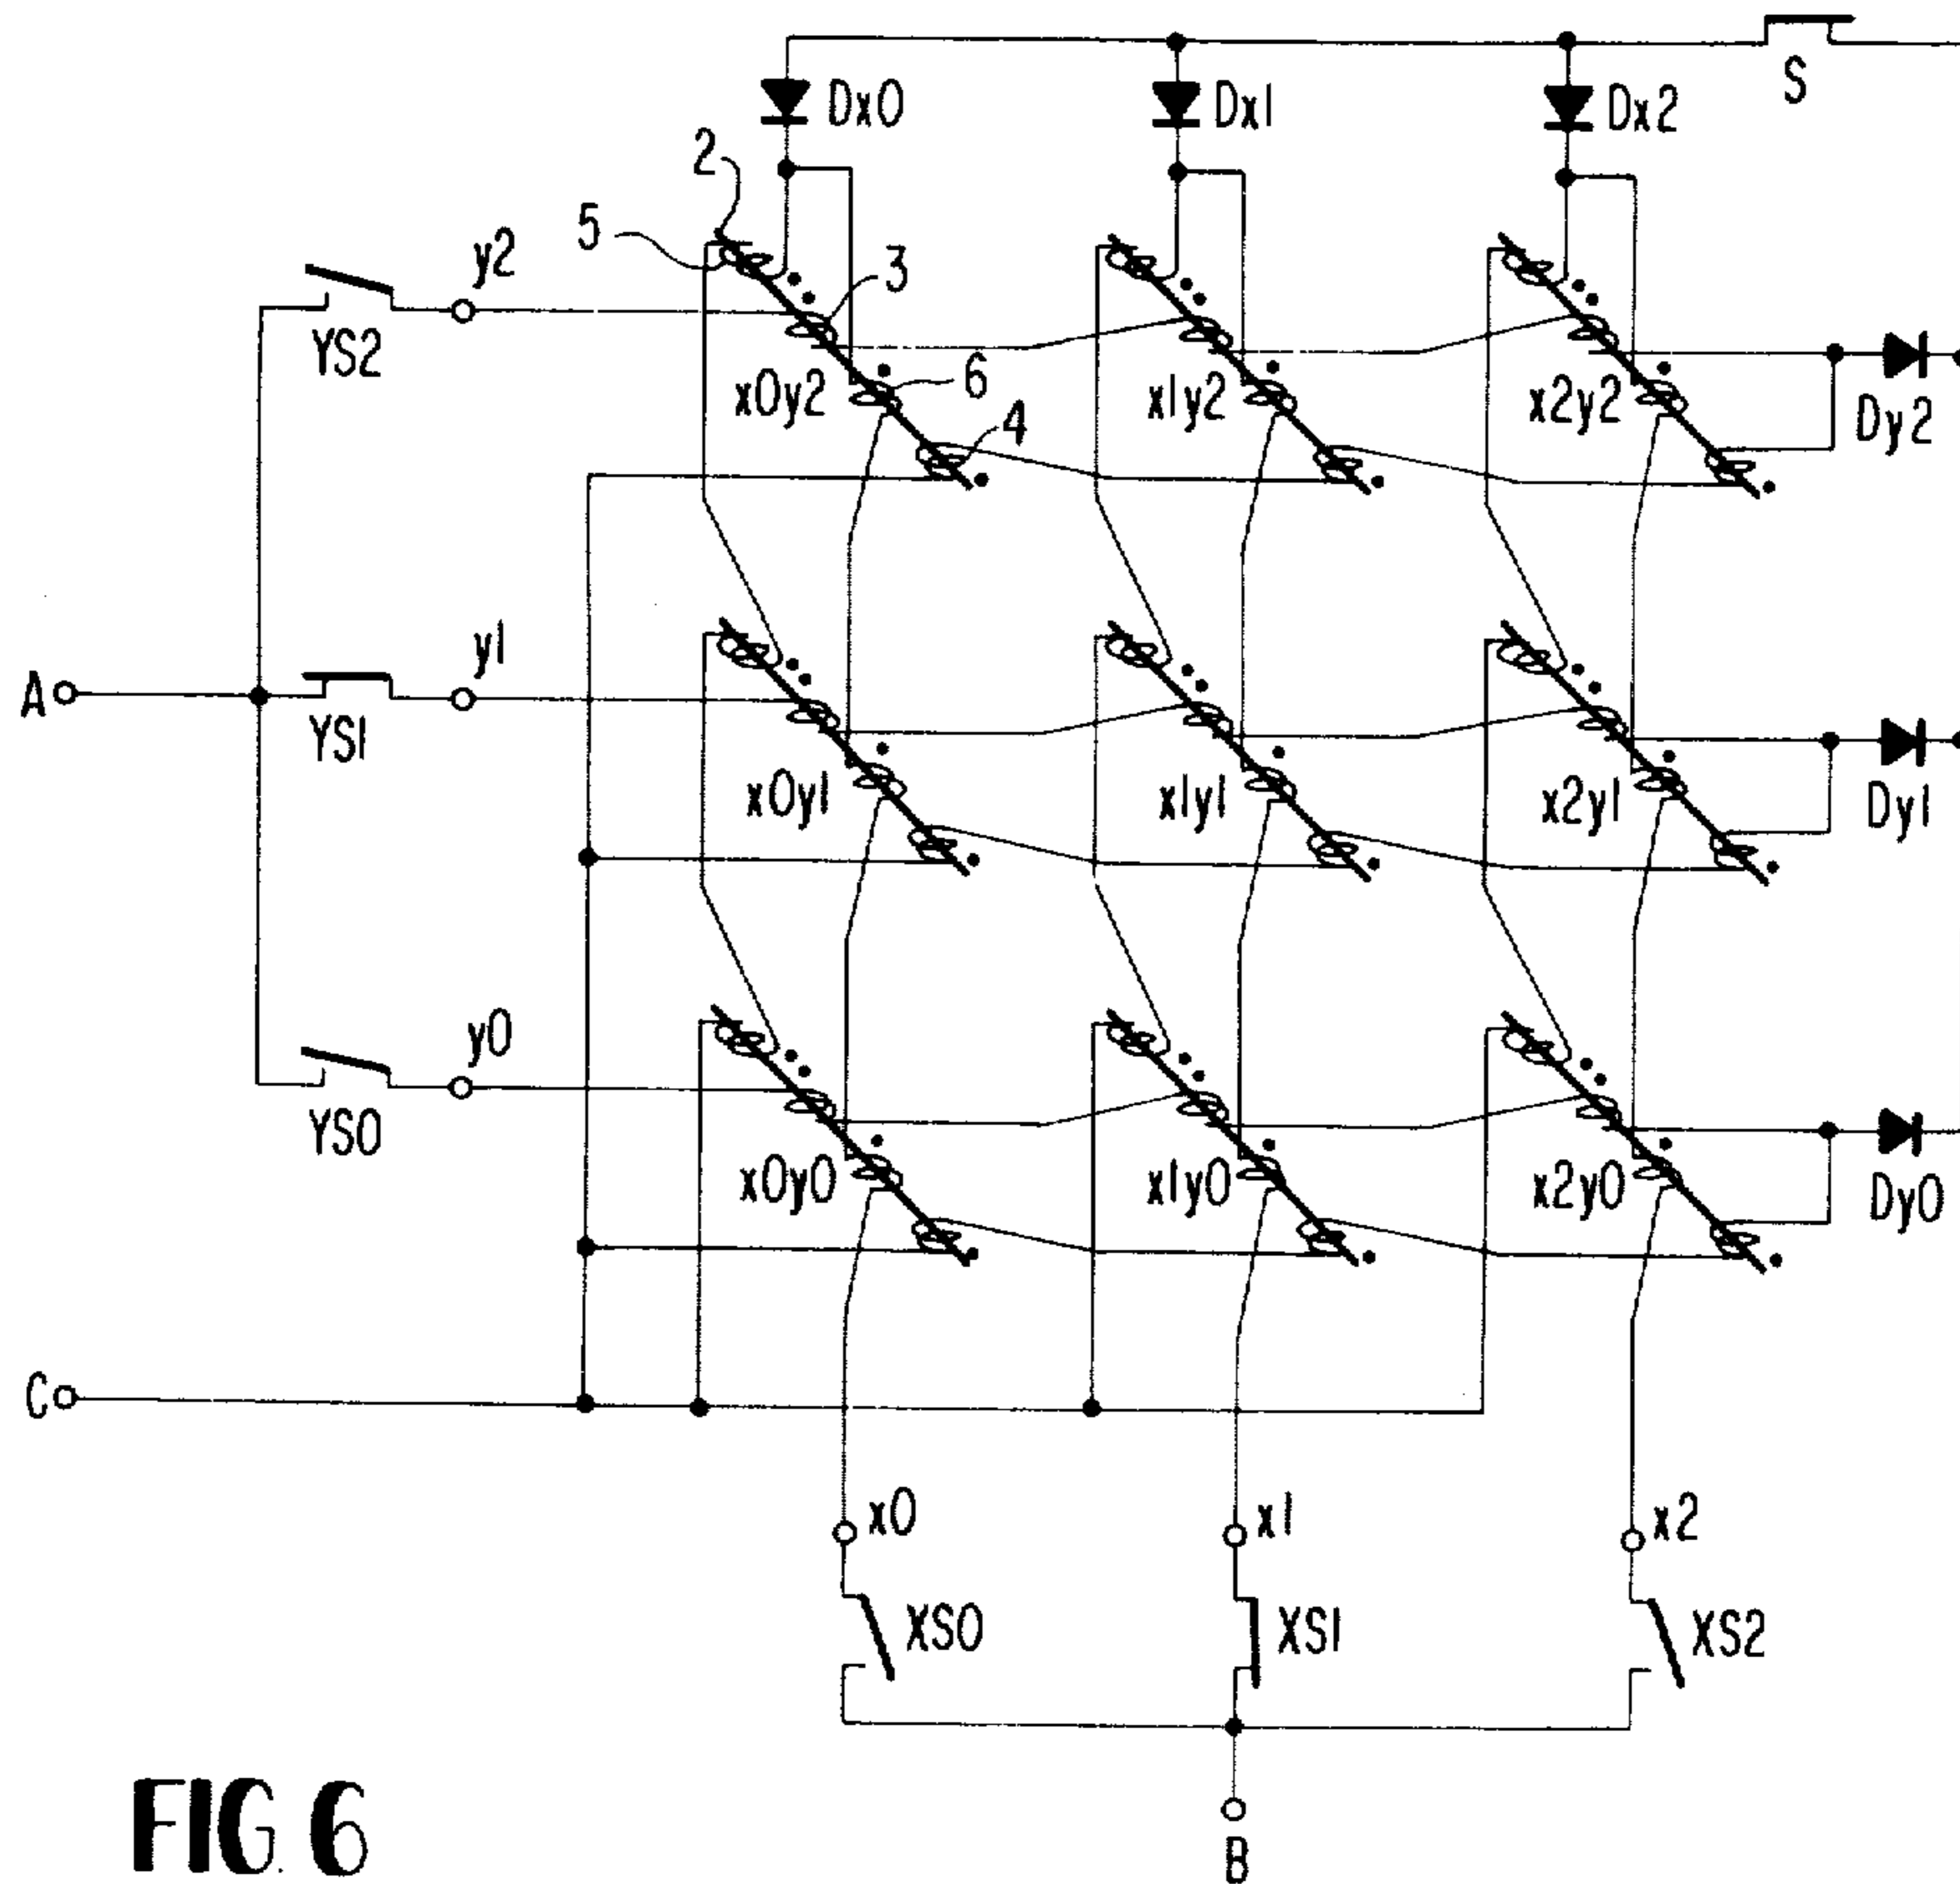 S
Dx0 Dx1 Dx2
2
5
y2
3
YS2
6
x0y2 x1y2 x2y2
Dy2
4
y1
A
YS1
x0y1 x1y1 x2y1
Dy1
y0
YS0
x0y0 x1y0 x2y0
Dy0
C
x0 x1 x2
XS0 XS1 XS2
B
FIG. 6